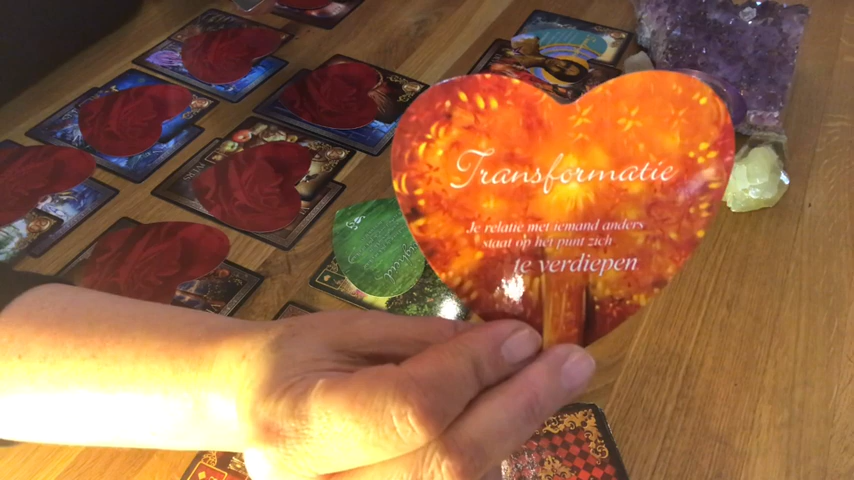 Transformatie
Je relatie met iemand anders
staat op het punt zich
te verdiepen